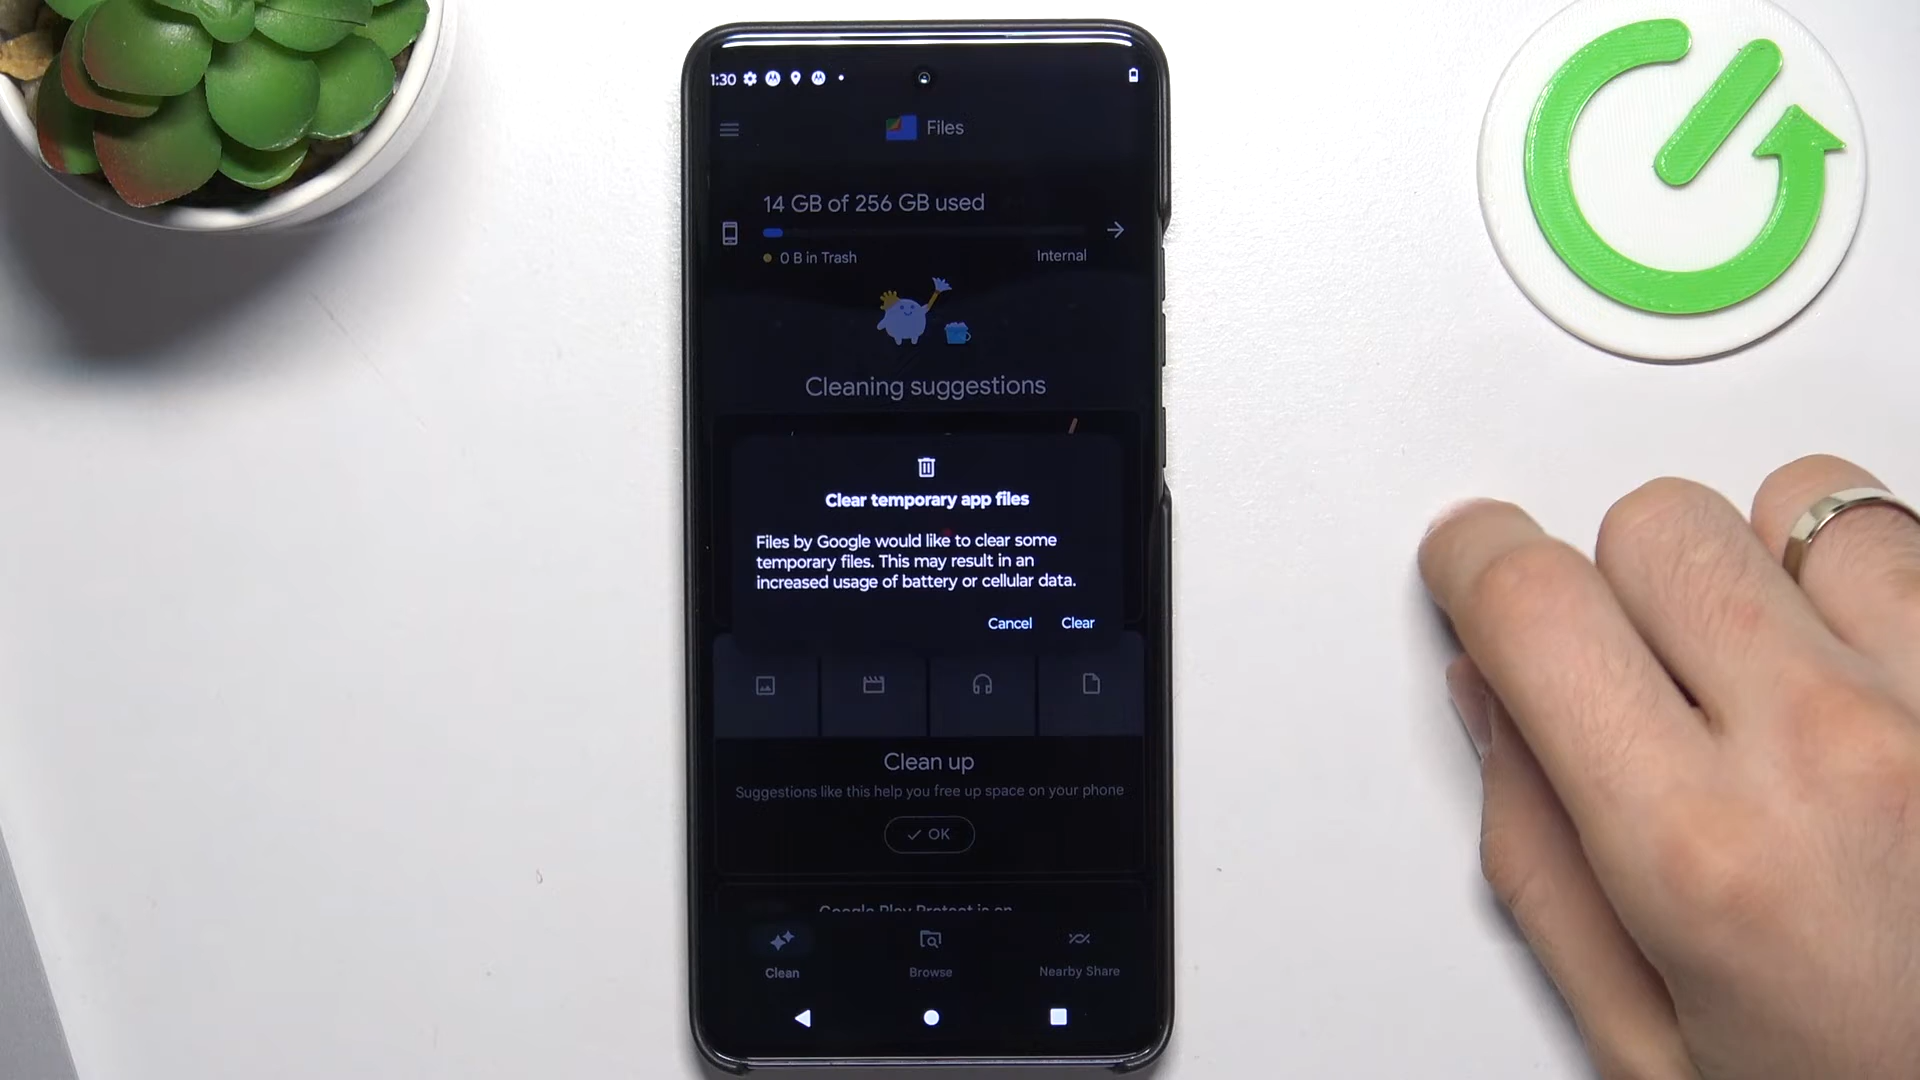 1:30
Files
14 GB of 256 GB used
0 B in Trash
Internal
Cleaning suggestions
Clear temporary app files
Files by Google would like to clear some
temporary files. This may result in an
increased usage of battery or cellular data.
Cancel
Clear
Clean up
Suggestions like this help you free up space on your phone
OK
Google Play Protect is on
Clean
Browse
Nearby Share